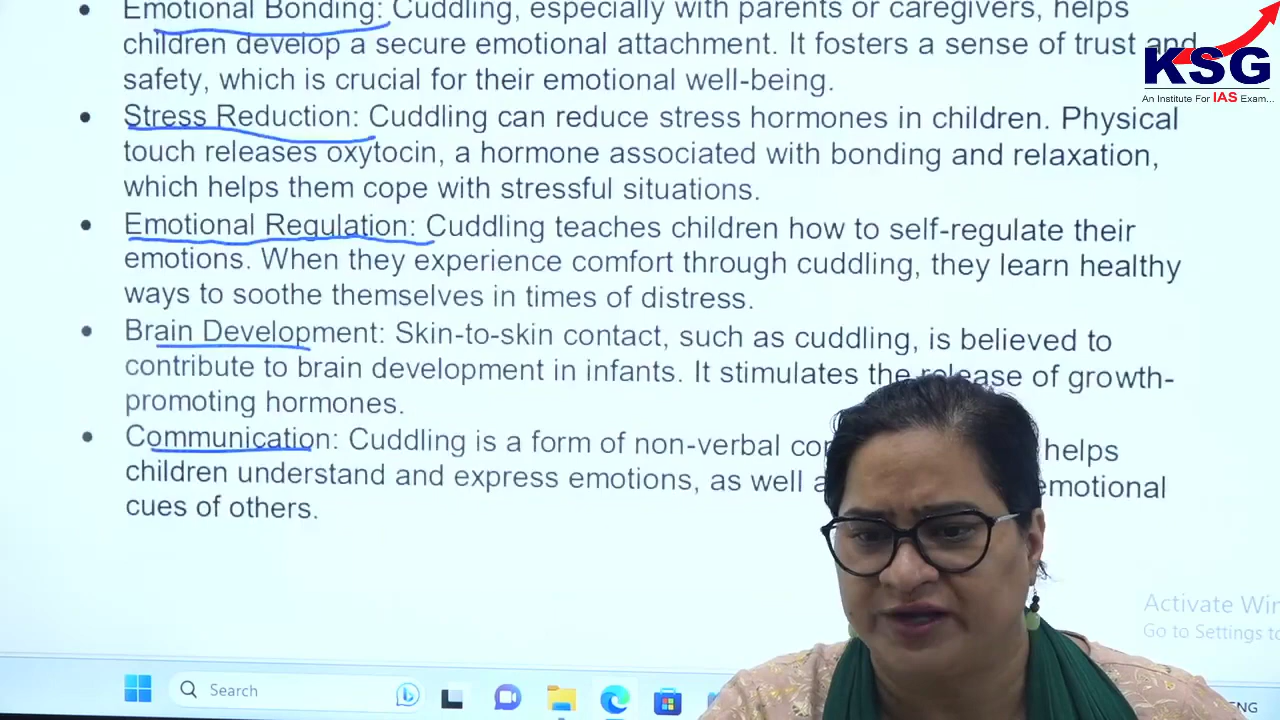 Emotional Bonding: Cuddling, especially with parents or caregivers, helps
children develop a secure emotional attachment. It fosters a sense of trust and
safety, which is crucial for their emotional well-being.
KSG
An Institute For IAS Exam...
• Stress Reduction: Cuddling can reduce stress hormones in children. Physical
touch releases oxytocin, a hormone associated with bonding and relaxation,
which helps them cope with stressful situations.
• Emotional Regulation: Cuddling teaches children how to self-regulate their
emotions. When they experience comfort through cuddling, they learn healthy
ways to soothe themselves in times of distress.
• Brain Development: Skin-to-skin contact, such as cuddling, is believed to
contribute to brain development in infants. It stimulates the release of growth-
promoting hormones.
• Communication: Cuddling is a form of non-verbal helps
children understand and express emotions, as well emotional
cues of others.
Activate
Go to Settings
Search
ENG